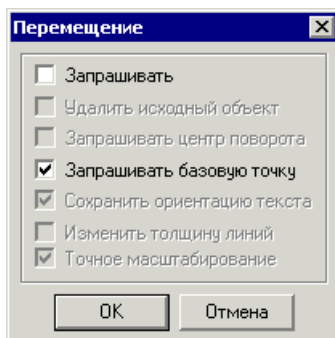 Перемещение
Запрашивать
Удалить исходный объект
Запрашивать центр поворота
Запрашивать базовую точку
Сохранить ориентацию текста
Изменить толщину линий
Точное масштабирование
OK
Отмена